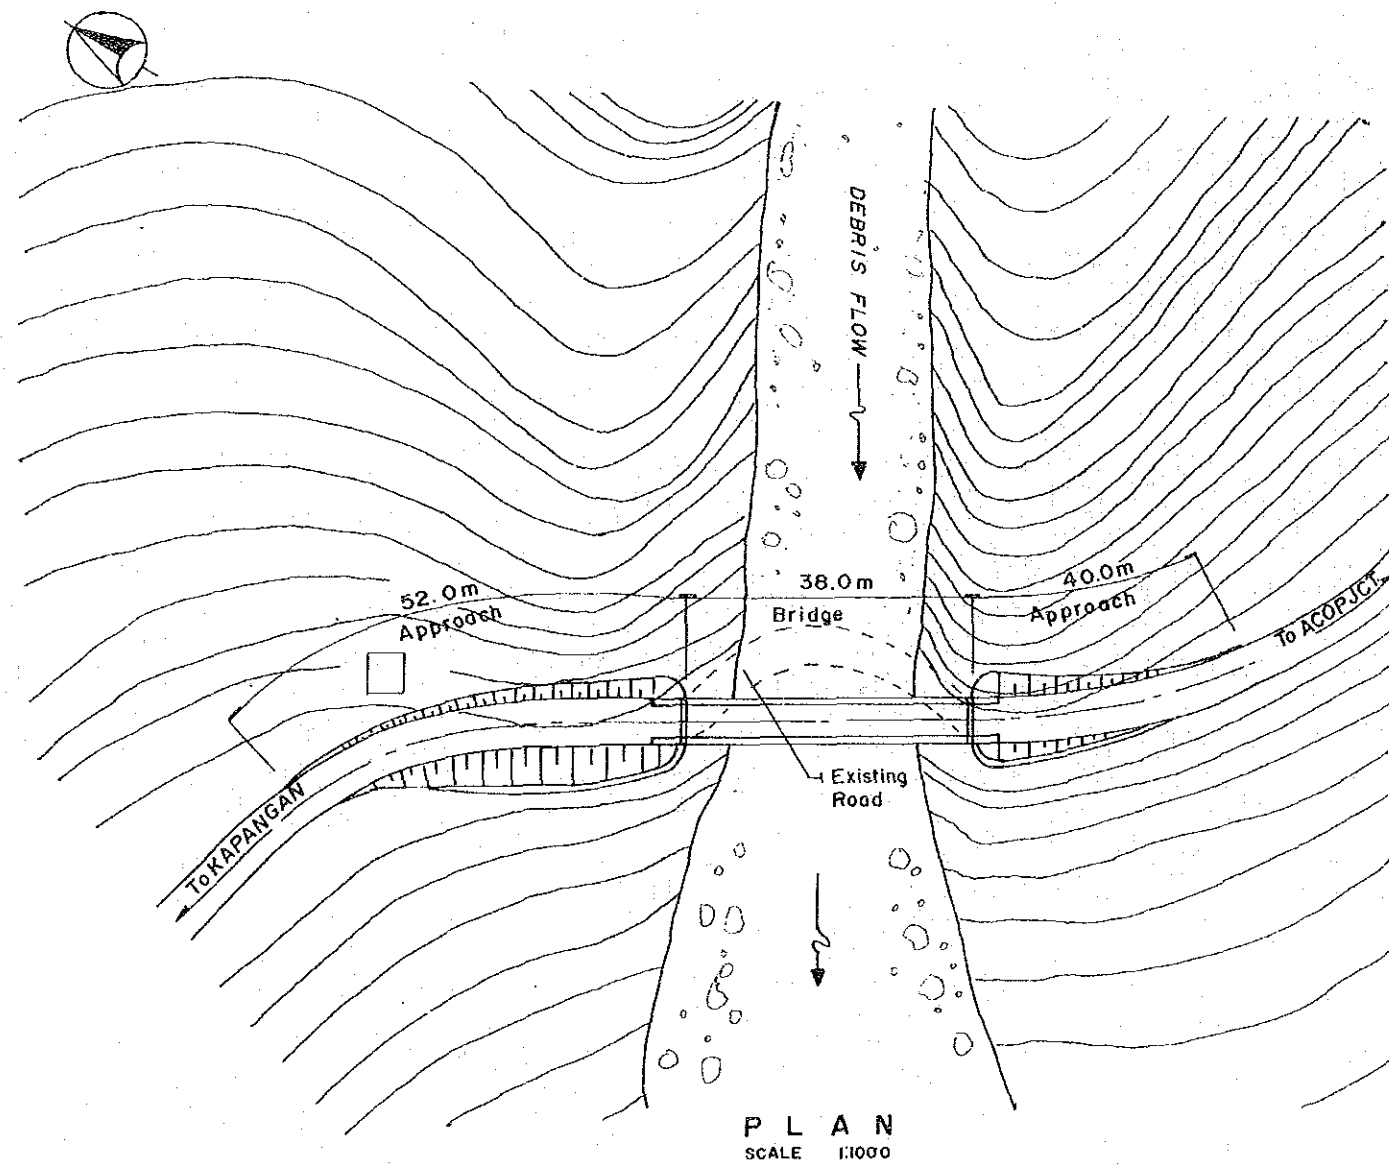 DEBRIS FLOW
52.0m
Approach
38.0m
Bridge
40.0m
Approach
To ACOPJCT.
Existing
Road
To KAPANGAN
PLAN
SCALE 1:1000